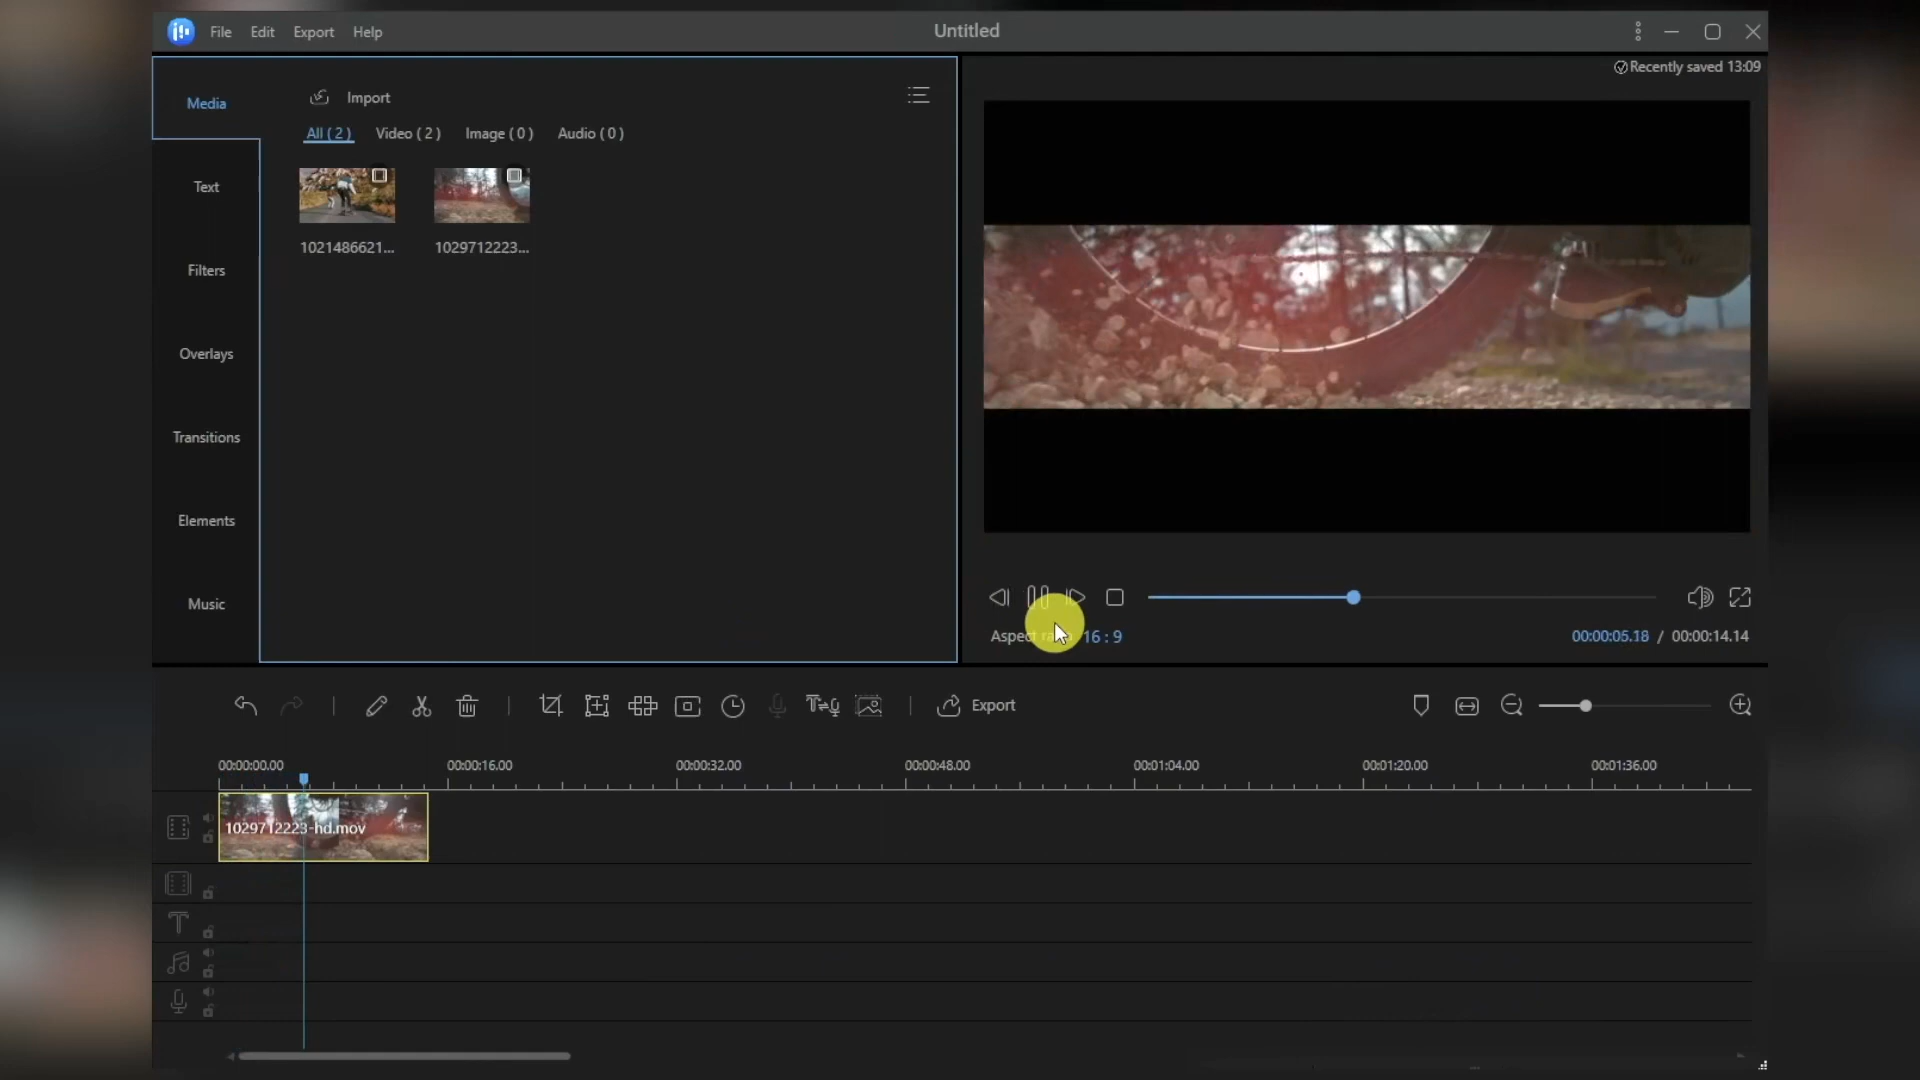 File Edit Export Help
Untitled
Recently saved 13:09
Media
Import
All ( 2 ) Video ( 2 ) Image ( 0 ) Audio ( 0 )
Text
1021486621... 1029712223...
Filters
Overlays
Transitions
Elements
Music
Aspect ratio 16 : 9
00:00:05.18 / 00:00:14.14
Export
00:00:00.00 00:00:16.00 00:00:32.00 00:00:48.00 00:01:04.00 00:01:20.00 00:01:36.00
1029712223-hd.mov